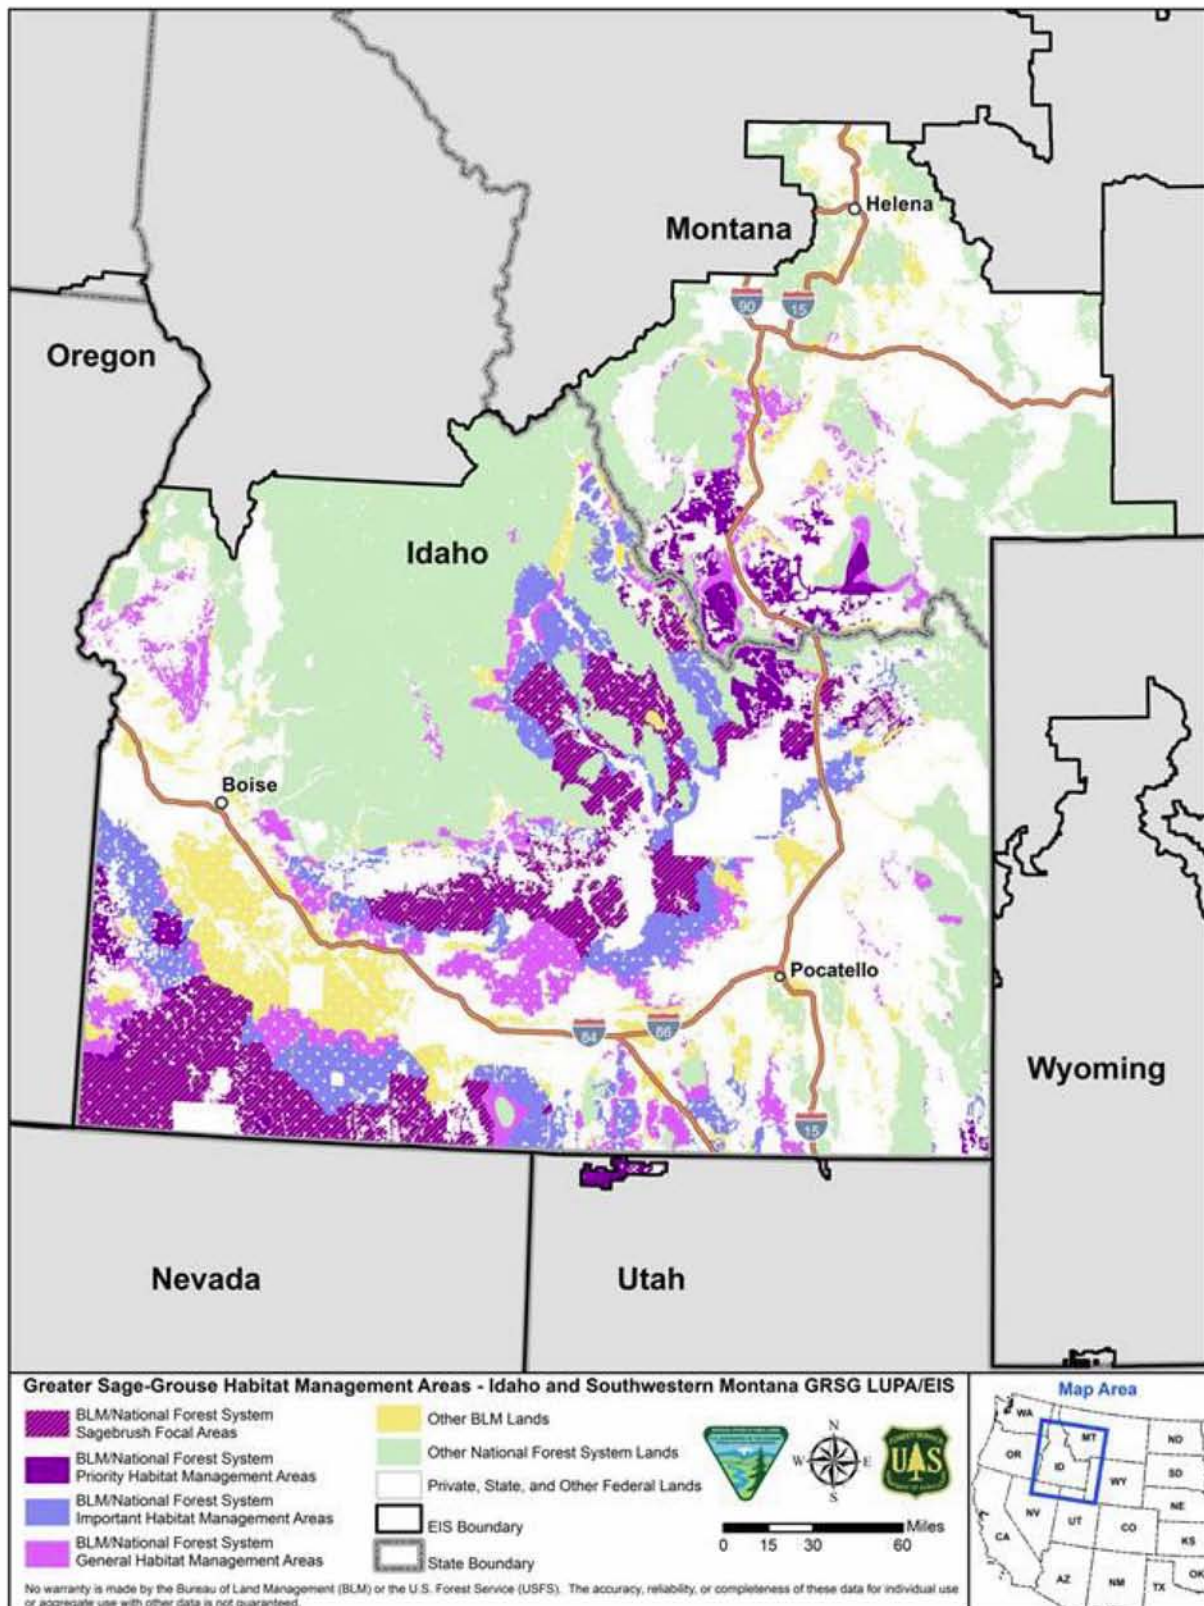 Helena
Montana
90
15
Oregon
Idaho
Boise
Pocatello
84
86
15
Wyoming
Nevada
Utah
Greater Sage-Grouse Habitat Management Areas - Idaho and Southwestern Montana GRSG LUPA/EIS
BLM/National Forest System
Sagebrush Focal Areas
BLM/National Forest System
Priority Habitat Management Areas
BLM/National Forest System
Important Habitat Management Areas
BLM/National Forest System
General Habitat Management Areas
Other BLM Lands
Other National Forest System Lands
Private, State, and Other Federal Lands
EIS Boundary
State Boundary
N
W
E
S
U S
Miles
0 15 30 60
Map Area
WA
MT
ND
OR
ID
SD
WY
NE
NV
UT
CO
CA
KS
AZ
NM
TX
OK
No warranty is made by the Bureau of Land Management (BLM) or the U.S. Forest Service (USFS). The accuracy, reliability, or completeness of these data for individual use
or aggregate use with other data is not guaranteed.